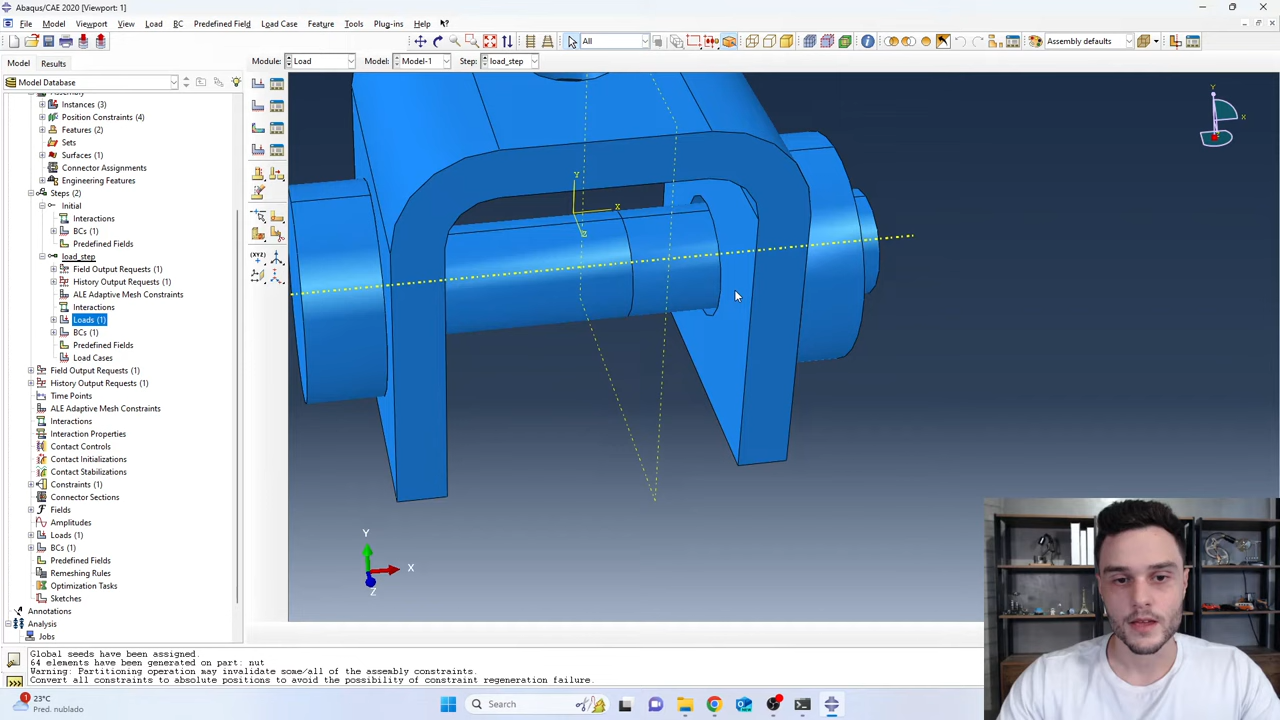 Abaqus/CAE 2020 [Viewport: 1]
File Model Viewport View Load BC Predefined Field Load Case Feature Tools Plug-ins Help
All Assembly defaults
Model Results Module: Load Model: Model-1 Step: load_step
Model Database
Assembly
Instances (3)
Position Constraints (4)
Features (2)
Sets
Surfaces (1)
Connector Assignments
Engineering Features
Steps (2)
Initial
Interactions
BCs (1)
Predefined Fields
load_step
Field Output Requests (1)
History Output Requests (1)
ALE Adaptive Mesh Constraints
Interactions
Loads (1)
BCs (1)
Predefined Fields
Load Cases
Field Output Requests (1)
History Output Requests (1)
Time Points
ALE Adaptive Mesh Constraints
Interactions
Interaction Properties
Contact Controls
Contact Initializations
Contact Stabilizations
Constraints (1)
Connector Sections
Fields
Amplitudes
Loads (1)
BCs (1)
Predefined Fields
Remeshing Rules
Optimization Tasks
Sketches
Annotations
Analysis
Jobs
(XYZ)
Y
X
Z
Y
X
Y
X
Z
Global seeds have been assigned.
64 elements have been generated on part: nut
Warning: Partitioning operation may invalidate some/all of the assembly constraints.
Convert all constraints to absolute positions to avoid the possibility of constraint regeneration failure.
23°C
Pred. nublado
Search